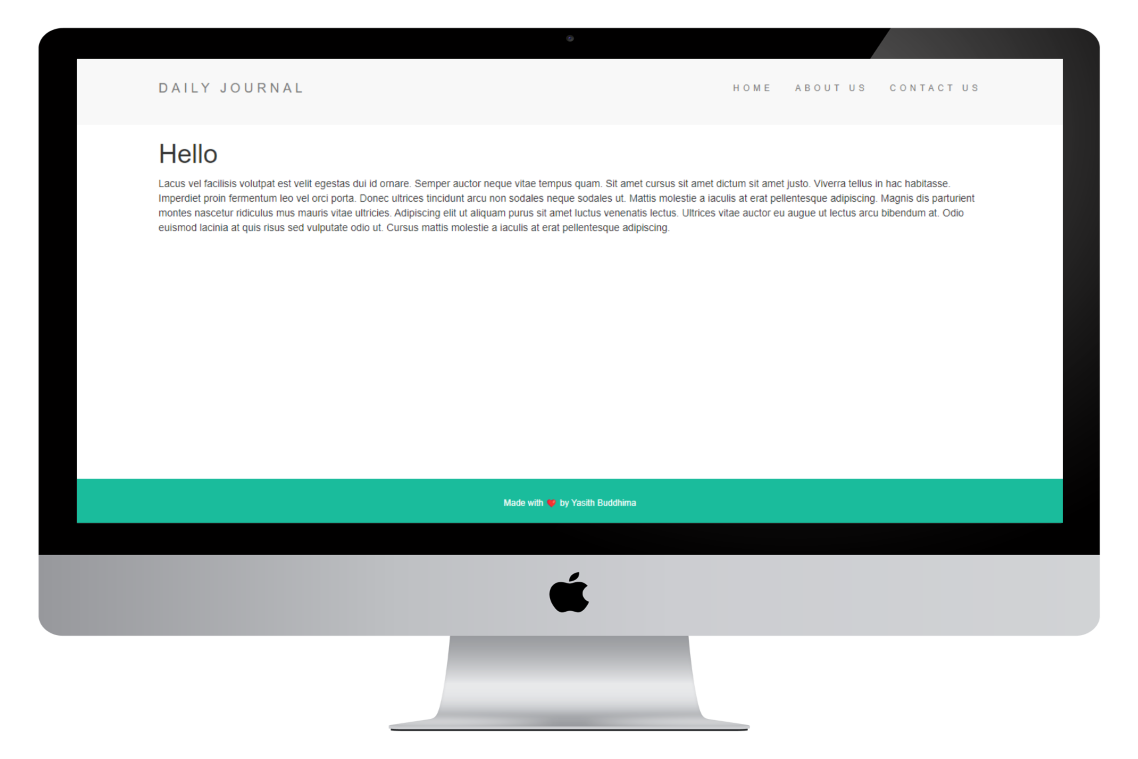 DAILY JOURNAL HOME ABOUT US CONTACT US
Hello
Lacus vel facilisis volutpat est velit egestas dui id ornare. Semper auctor neque vitae tempus quam. Sit amet cursus sit amet dictum sit amet justo. Viverra tellus in hac habitasse.
Imperdiet proin fermentum leo vel orci porta. Donec ultrices tincidunt arcu non sodales neque sodales ut. Mattis molestie a iaculis at erat pellentesque adipiscing. Magnis dis parturient
montes nascetur ridiculus mus mauris vitae ultricies. Adipiscing elit ut aliquam purus sit amet luctus venenatis lectus. Ultrices vitae auctor eu augue ut lectus arcu bibendum at. Odio
euismod lacinia at quis risus sed vulputate odio ut. Cursus mattis molestie a iaculis at erat pellentesque adipiscing.
Made with ❤ by Yasith Buddhima